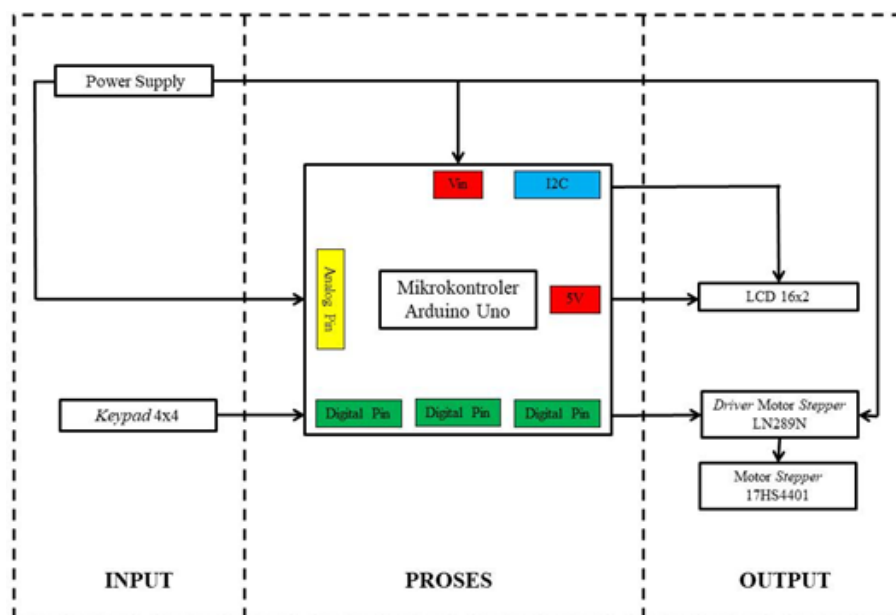 Power Supply
Vin
I2C
Analog Pin
Mikrokontroler
Arduino Uno
5V
LCD 16x2
Keypad 4x4
Digital Pin
Digital Pin
Digital Pin
Driver Motor Stepper
LN289N
Motor Stepper
17HS4401
INPUT
PROSES
OUTPUT